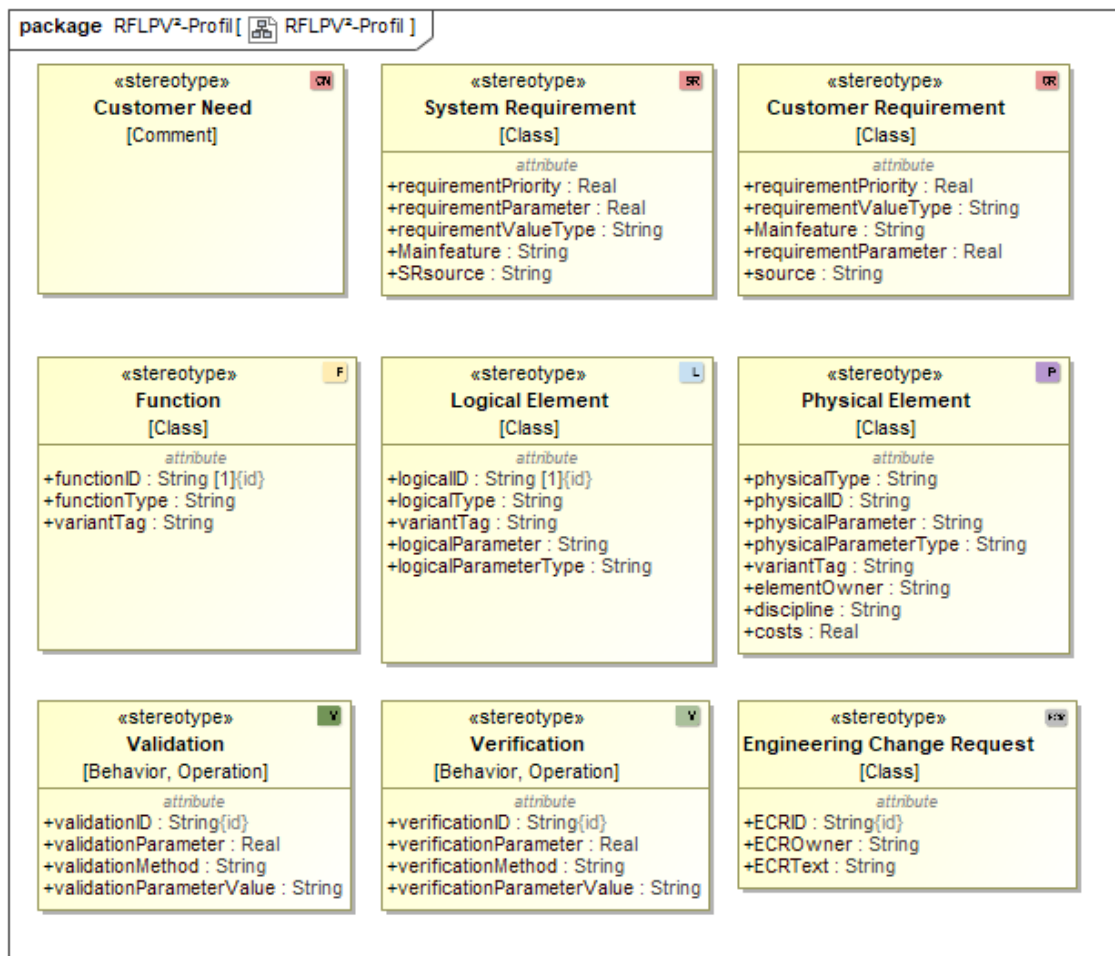 package RFLPV²-Profil[ RFLPV²-Profil ]
«stereotype» CN
Customer Need
[Comment]
«stereotype» SR
System Requirement
[Class]
attribute
+requirementPriority : Real
+requirementParameter : Real
+requirementValueType : String
+Mainfeature : String
+SRsource : String
«stereotype» CR
Customer Requirement
[Class]
attribute
+requirementPriority : Real
+requirementValueType : String
+Mainfeature : String
+requirementParameter : Real
+source : String
«stereotype» F
Function
[Class]
attribute
+functionID : String [1]{id}
+functionType : String
+variantTag : String
«stereotype» L
Logical Element
[Class]
attribute
+logicalID : String [1]{id}
+logicalType : String
+variantTag : String
+logicalParameter : String
+logicalParameterType : String
«stereotype» P
Physical Element
[Class]
attribute
+physicalType : String
+physicalID : String
+physicalParameter : String
+physicalParameterType : String
+variantTag : String
+elementOwner : String
+discipline : String
+costs : Real
«stereotype» V
Validation
[Behavior, Operation]
attribute
+validationID : String{id}
+validationParameter : Real
+validationMethod : String
+validationParameterValue : String
«stereotype» V
Verification
[Behavior, Operation]
attribute
+verificationID : String{id}
+verificationParameter : Real
+verificationMethod : String
+verificationParameterValue : String
«stereotype»
Engineering Change Request
[Class]
attribute
+ECRID : String{id}
+ECROwner : String
+ECRText : String